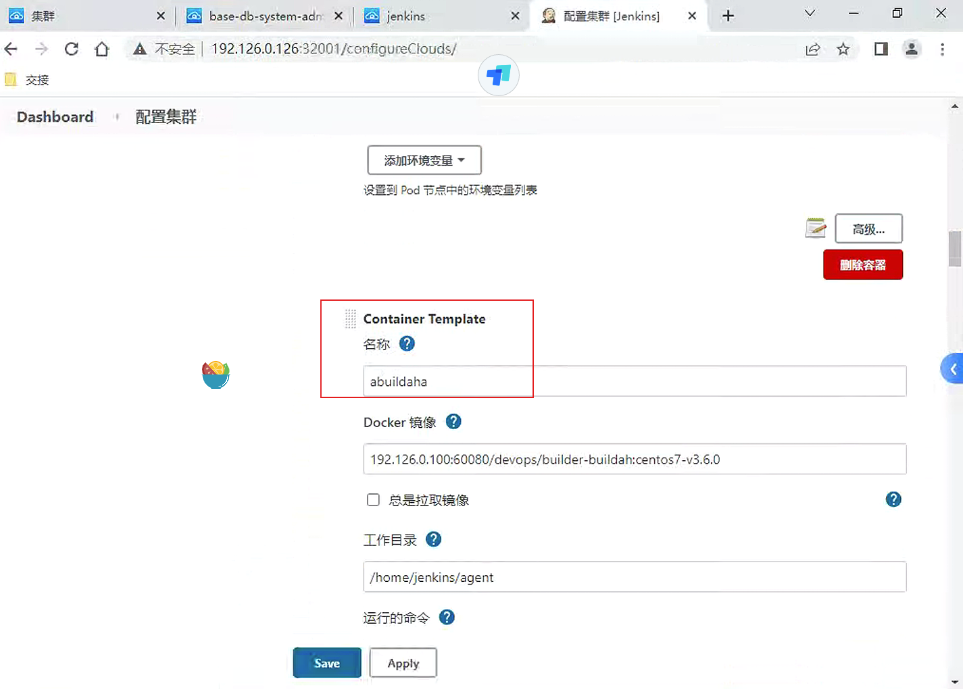 集群
base-db-system-adm
jenkins
配置集群 [Jenkins]
不安全 | 192.126.0.126:32001/configureClouds/
交接
Dashboard 配置集群
添加环境变量
设置到 Pod 节点中的环境变量列表
高级...
删除容器
Container Template
名称 ?
abuildaha
Docker 镜像 ?
192.126.0.100:60080/devops/builder-buildah:centos7-v3.6.0
总是拉取镜像 ?
工作目录 ?
/home/jenkins/agent
运行的命令 ?
Save Apply